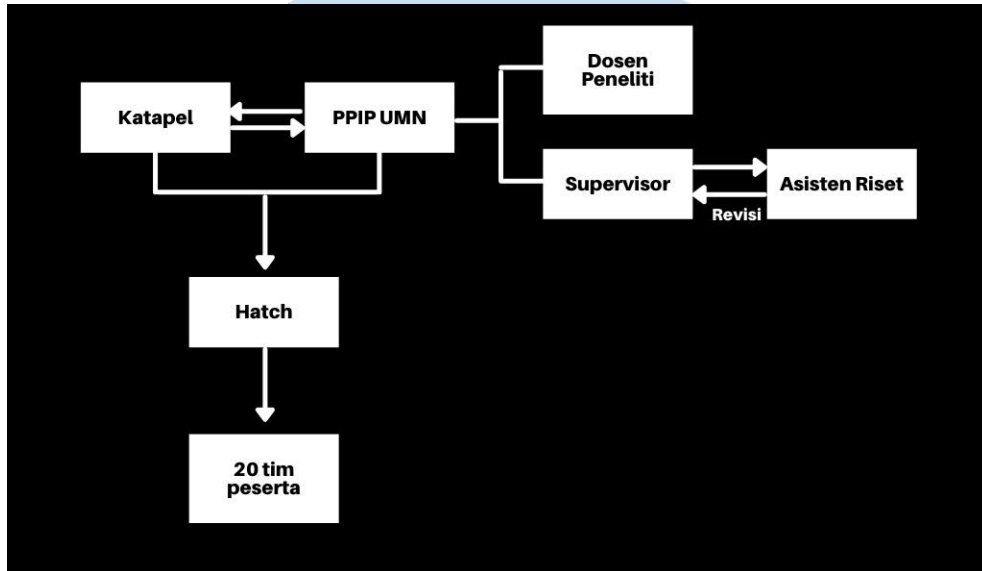 Katapel
PPIP UMN
Dosen
Peneliti
Supervisor
Asisten Riset
Revisi
Hatch
20 tim
peserta